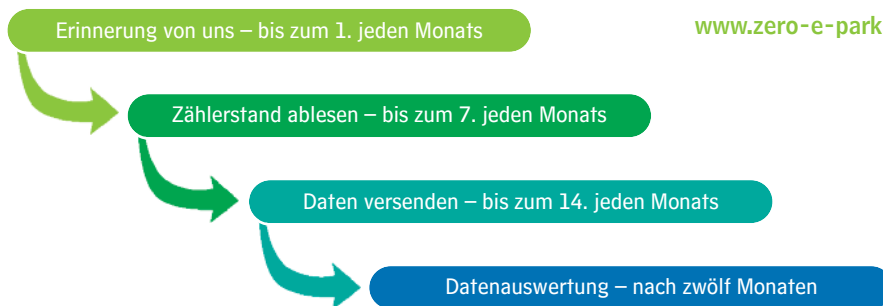 Erinnerung von uns – bis zum 1. jeden Monats
www.zero-e-park
Zählerstand ablesen – bis zum 7. jeden Monats
Daten versenden – bis zum 14. jeden Monats
Datenauswertung – nach zwölf Monaten